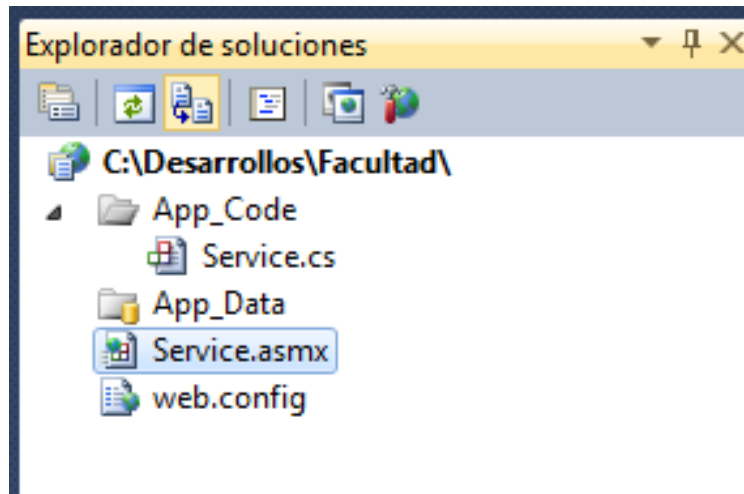 Explorador de soluciones
C:\Desarrollos\Facultad\
App_Code
Service.cs
App_Data
Service.asmx
web.config